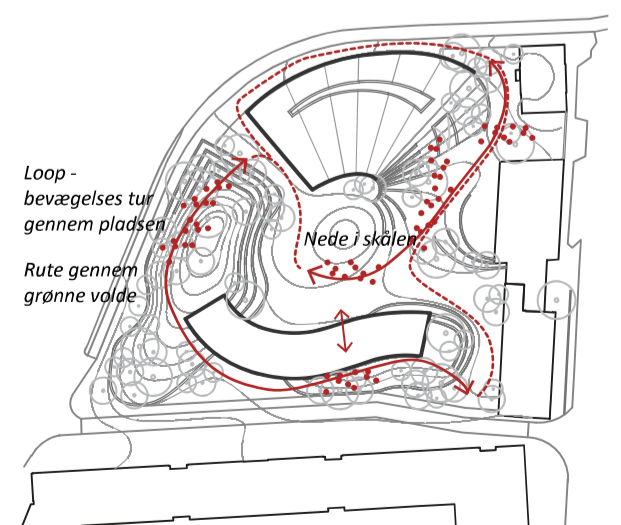 Loop -
bevægelses tur
gennem pladsen
Nede i skålen
Rute gennem
grønne volde